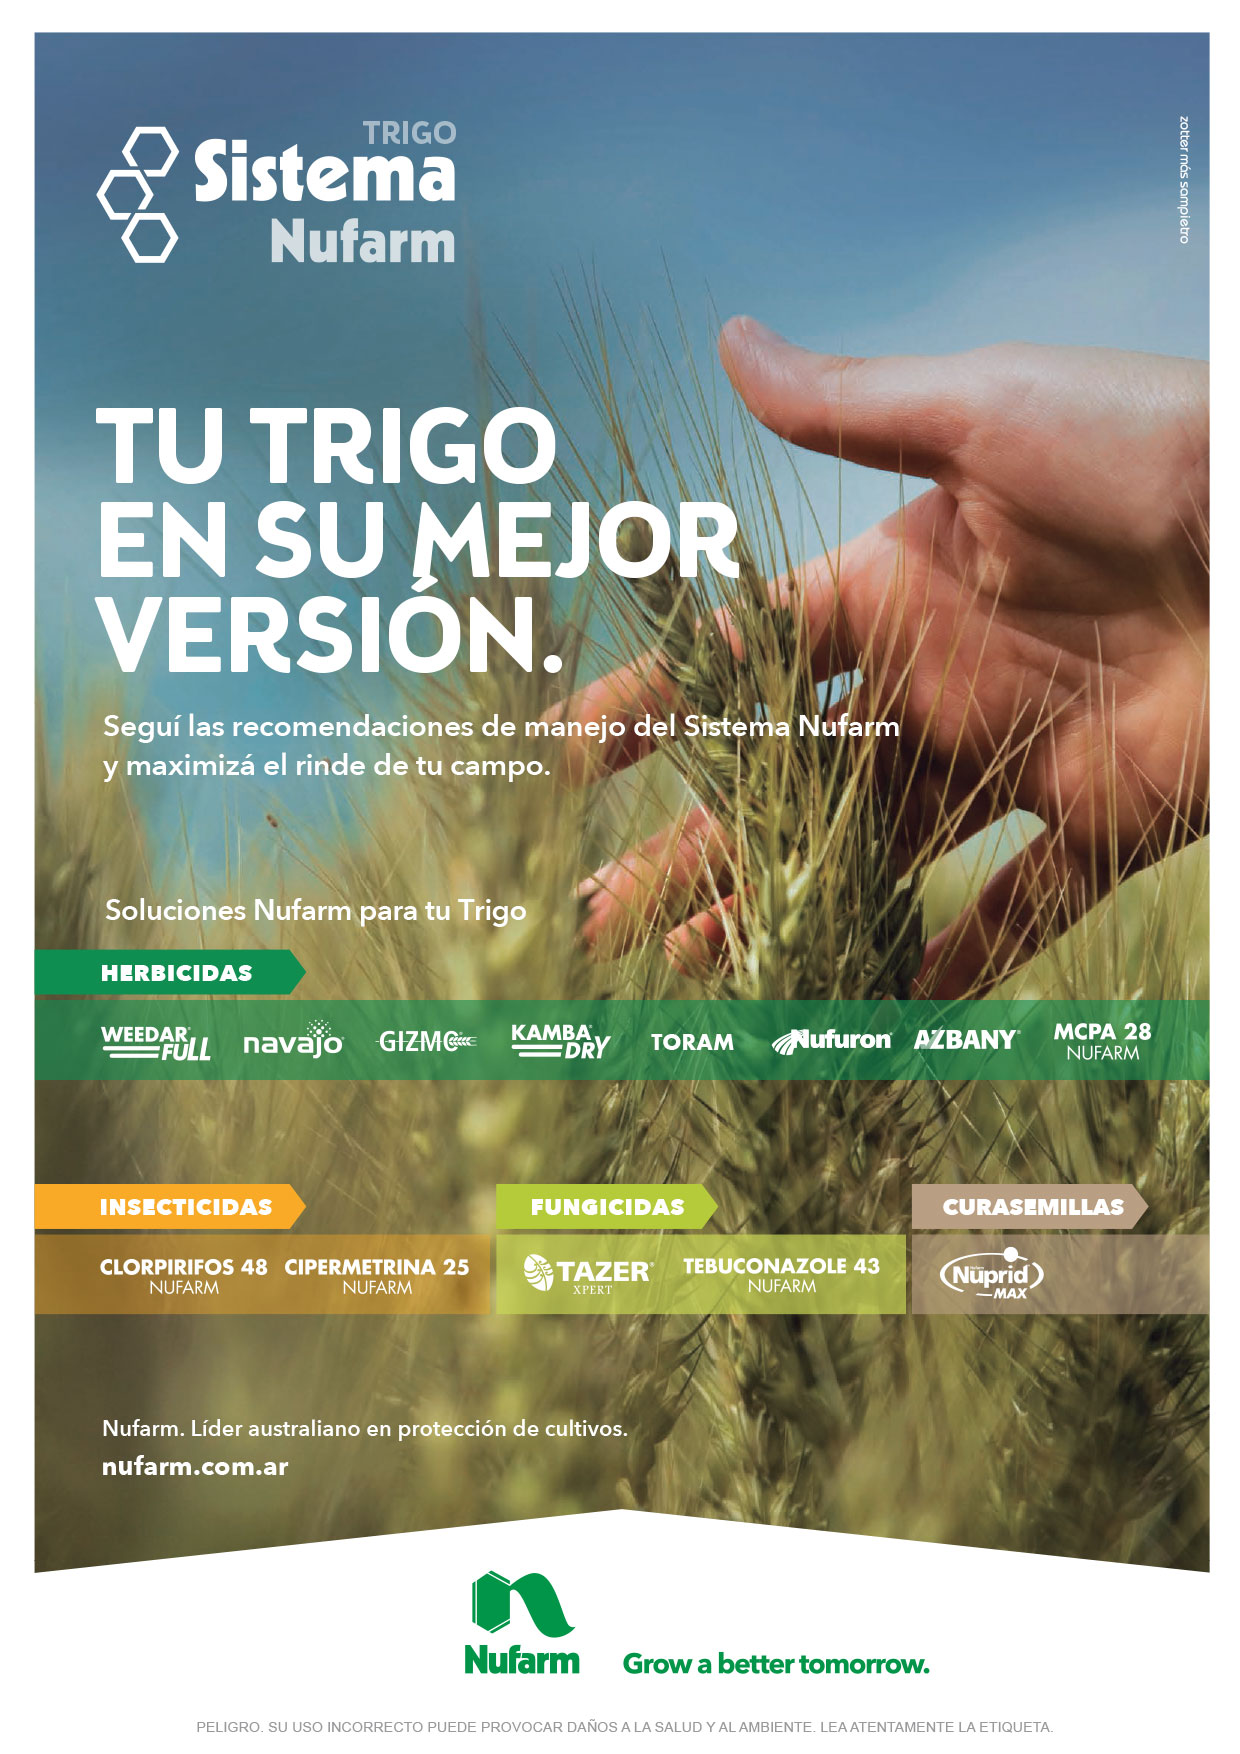 TRIGO
Sistema
Nufarm
zotter más sampietro
TU TRIGO
EN SU MEJOR
VERSIÓN.
Seguí las recomendaciones de manejo del Sistema Nufarm
y maximizá el rinde de tu campo.
Soluciones Nufarm para tu Trigo
HERBICIDAS
WEEDAR®
FULL
navajo®
GIZMO®
KAMBA®
DRY
TORAM
Nufuron®
AZBANY®
MCPA 28
NUFARM
INSECTICIDAS
CLORPIRIFOS 48
NUFARM
CIPERMETRINA 25
NUFARM
FUNGICIDAS
TAZER®
XPERT
TEBUCONAZOLE 43
NUFARM
CURASEMILLAS
Nuprid
MAX
Nufarm. Líder australiano en protección de cultivos.
nufarm.com.ar
Nufarm
Grow a better tomorrow.
PELIGRO. SU USO INCORRECTO PUEDE PROVOCAR DAÑOS A LA SALUD Y AL AMBIENTE. LEA ATENTAMENTE LA ETIQUETA.